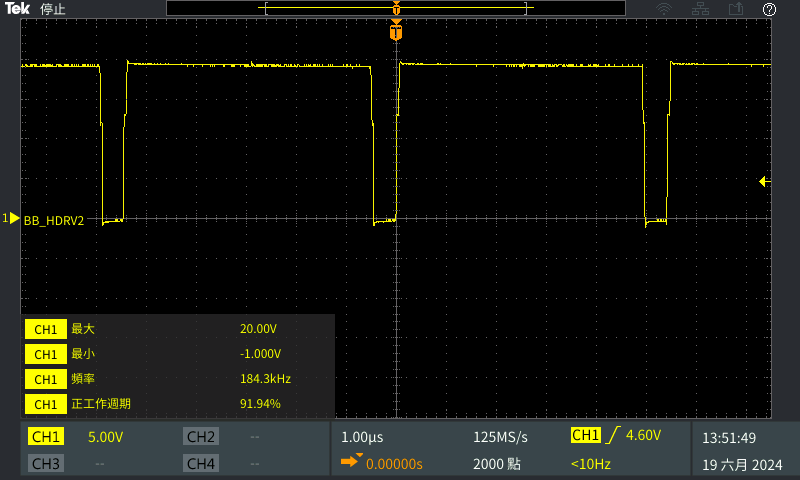 Tek 停止
T
?
T
1 BB_HDRV2
CH1 最大 20.00V
CH1 最小 -1.000V
CH1 頻率 184.3kHz
CH1 正工作週期 91.94%
CH1 5.00V CH2 --
CH3 -- CH4 --
1.00µs 125MS/s CH1 4.60V
0.00000s 2000 點 <10Hz
13:51:49
19 六月 2024